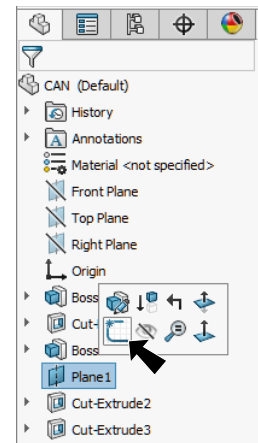 CAN (Default)
History
A Annotations
Material <not specified>
Front Plane
Top Plane
Right Plane
Origin
Boss
Cut-
Boss
Plane1
Cut-Extrude2
Cut-Extrude3